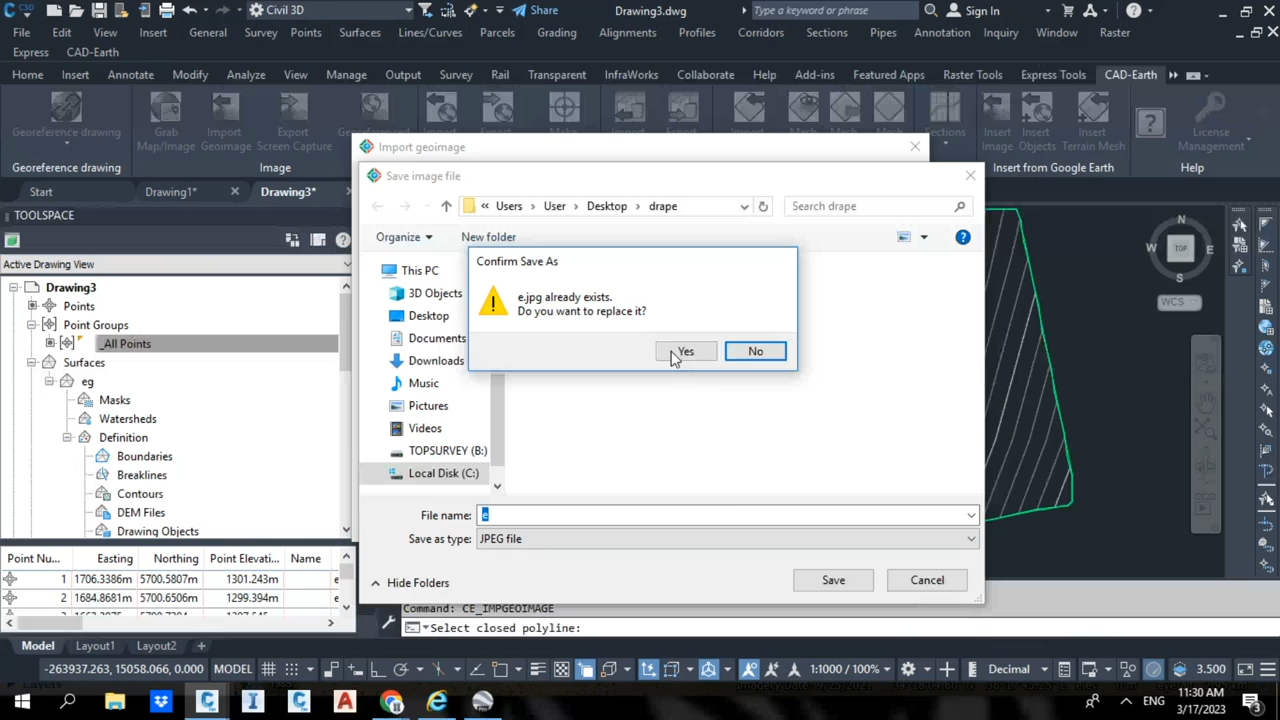 Civil 3D
Share
Drawing3.dwg
Type a keyword or phrase
Sign In
File Edit View Insert General Survey Points Surfaces Lines/Curves Parcels Grading Alignments Profiles Corridors Sections Pipes Annotation Inquiry Window Raster
Express CAD-Earth
Home Insert Annotate Modify Analyze View Manage Output Survey Rail Transparent InfraWorks Collaborate Help Add-ins Featured Apps Raster Tools Express Tools CAD-Earth
Georeference drawing
Grab Map/Image
Import Geoimage
Export Screen Capture
Georeferenced
Import
Export
Make
Import
Mesh
Mesh
Sections
Insert Image
Insert Objects
Insert Terrain Mesh
License Management
Georeference drawing
Image
Insert from Google Earth
Help
Start Drawing1* Drawing3*
TOOLSPACE
Active Drawing View
Drawing3
Points
Point Groups
_All Points
Surfaces
eg
Masks
Watersheds
Definition
Boundaries
Breaklines
Contours
DEM Files
Drawing Objects
Point Nu... Easting Northing Point Elevati... Name
1 1706.3386m 5700.5807m 1301.243m e
2 1684.8681m 5700.6506m 1299.394m e
Import geoimage
Save image file
« Users › User › Desktop › drape
Search drape
Organize New folder
This PC
3D Objects
Desktop
Documents
Downloads
Music
Pictures
Videos
TOPSURVEY (B:)
Local Disk (C:)
Confirm Save As
e.jpg already exists.
Do you want to replace it?
Yes No
File name: e
Save as type: JPEG file
Hide Folders
Save Cancel
N
W TOP
S
WCS
Command: CE_IMPGEOIMAGE
Select closed polyline:
Model Layout1 Layout2 +
-263937.263, 15058.066, 0.000 MODEL 1:1000 / 100% Decimal 3.500
ENG 11:30 AM
3/17/2023